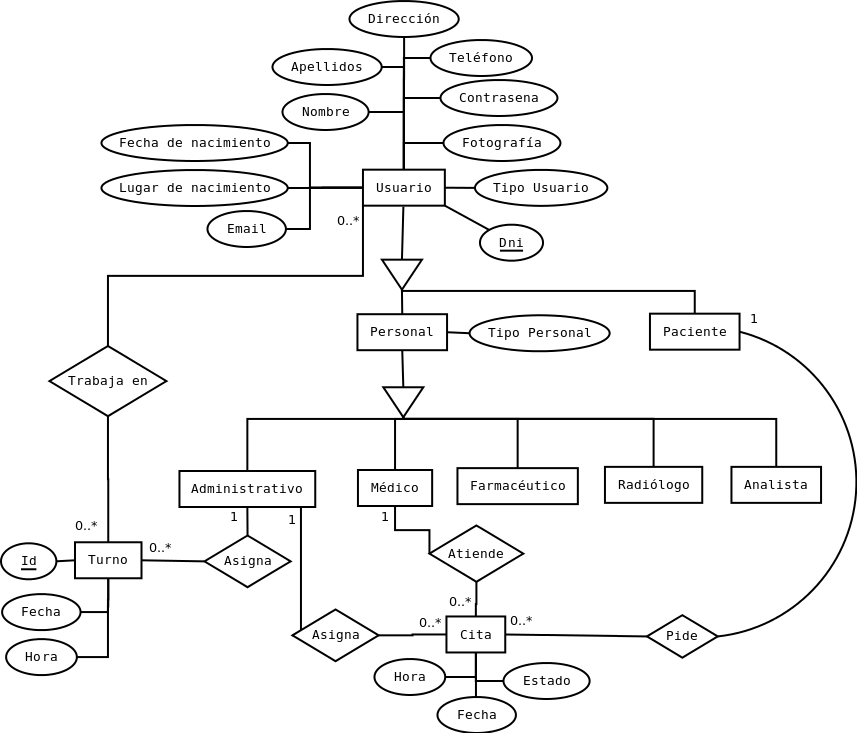 Dirección
Apellidos
Teléfono
Nombre
Contrasena
Fecha de nacimiento
Fotografía
Lugar de nacimiento
Usuario
Tipo Usuario
Email
0..*
Dni
Personal
Tipo Personal
Paciente
1
Trabaja en
Administrativo
Médico
Farmacéutico
Radiólogo
Analista
0..*
1
1
1
Id
Turno
0..*
Asigna
Atiende
Fecha
0..*
Hora
Asigna
0..*
Cita
0..*
Pide
Hora
Estado
Fecha